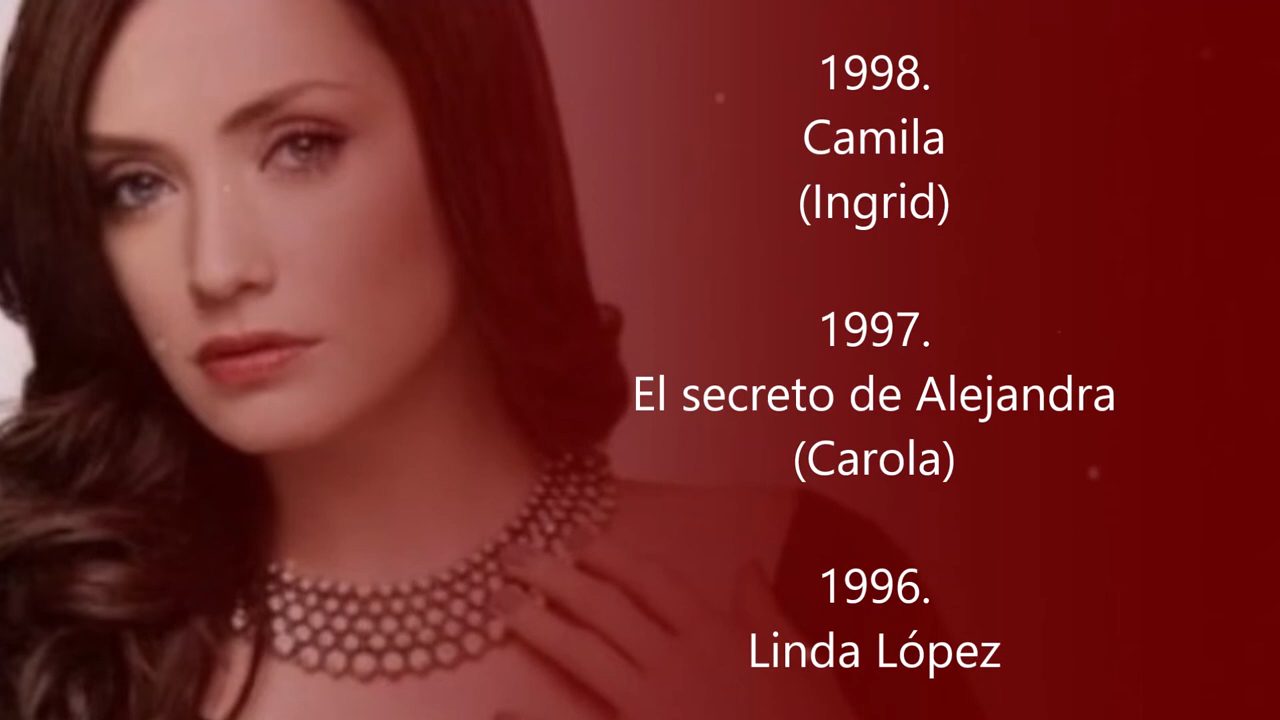 1998.
Camila
(Ingrid)
1997.
El secreto de Alejandra
(Carola)
1996.
Linda López